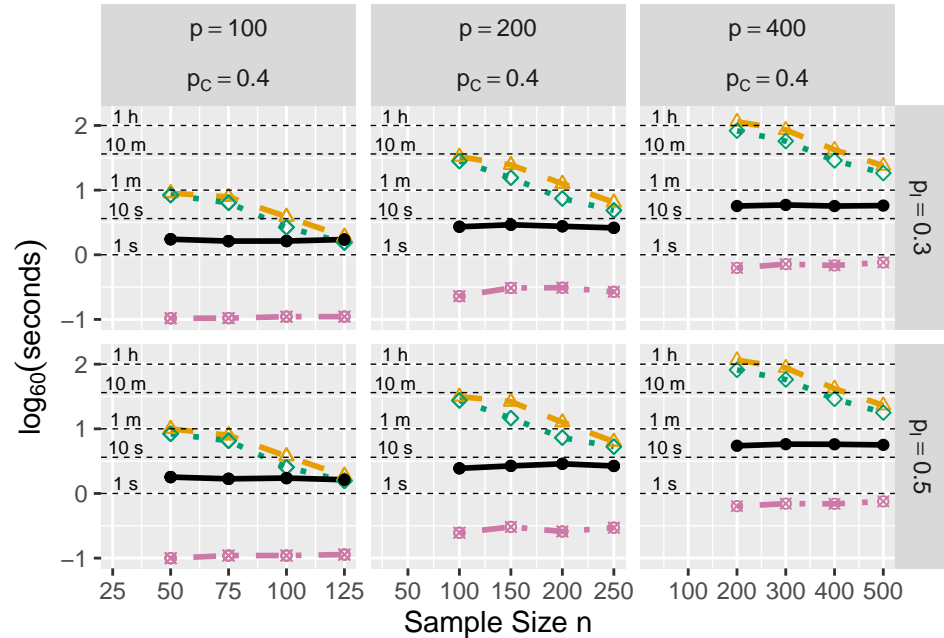 p = 100
p = 200
p = 400
p_C = 0.4
p_C = 0.4
p_C = 0.4
log₆₀(seconds)
2
1
0
−1
1 h
10 m
1 m
10 s
1 s
1 h
10 m
1 m
10 s
1 s
1 h
10 m
1 m
10 s
1 s
p_I = 0.3
2
1
0
−1
1 h
10 m
1 m
10 s
1 s
1 h
10 m
1 m
10 s
1 s
1 h
10 m
1 m
10 s
1 s
p_I = 0.5
25 50 75 100 125
50 100 150 200 250
100 200 300 400 500
Sample Size n